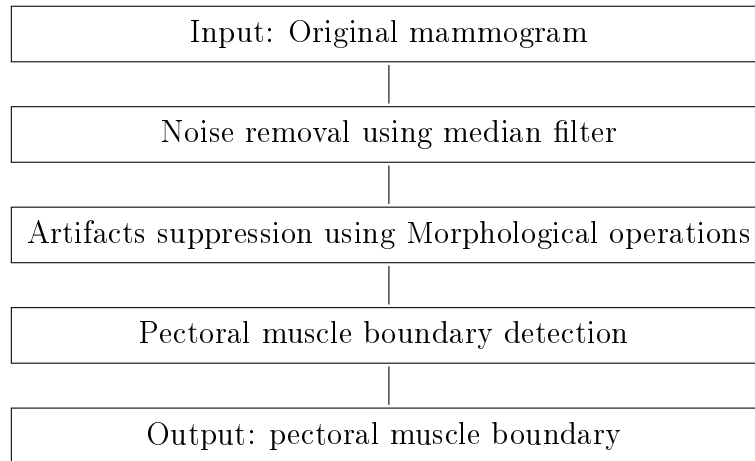 Input: Original mammogram
Noise removal using median filter
Artifacts suppression using Morphological operations
Pectoral muscle boundary detection
Output: pectoral muscle boundary